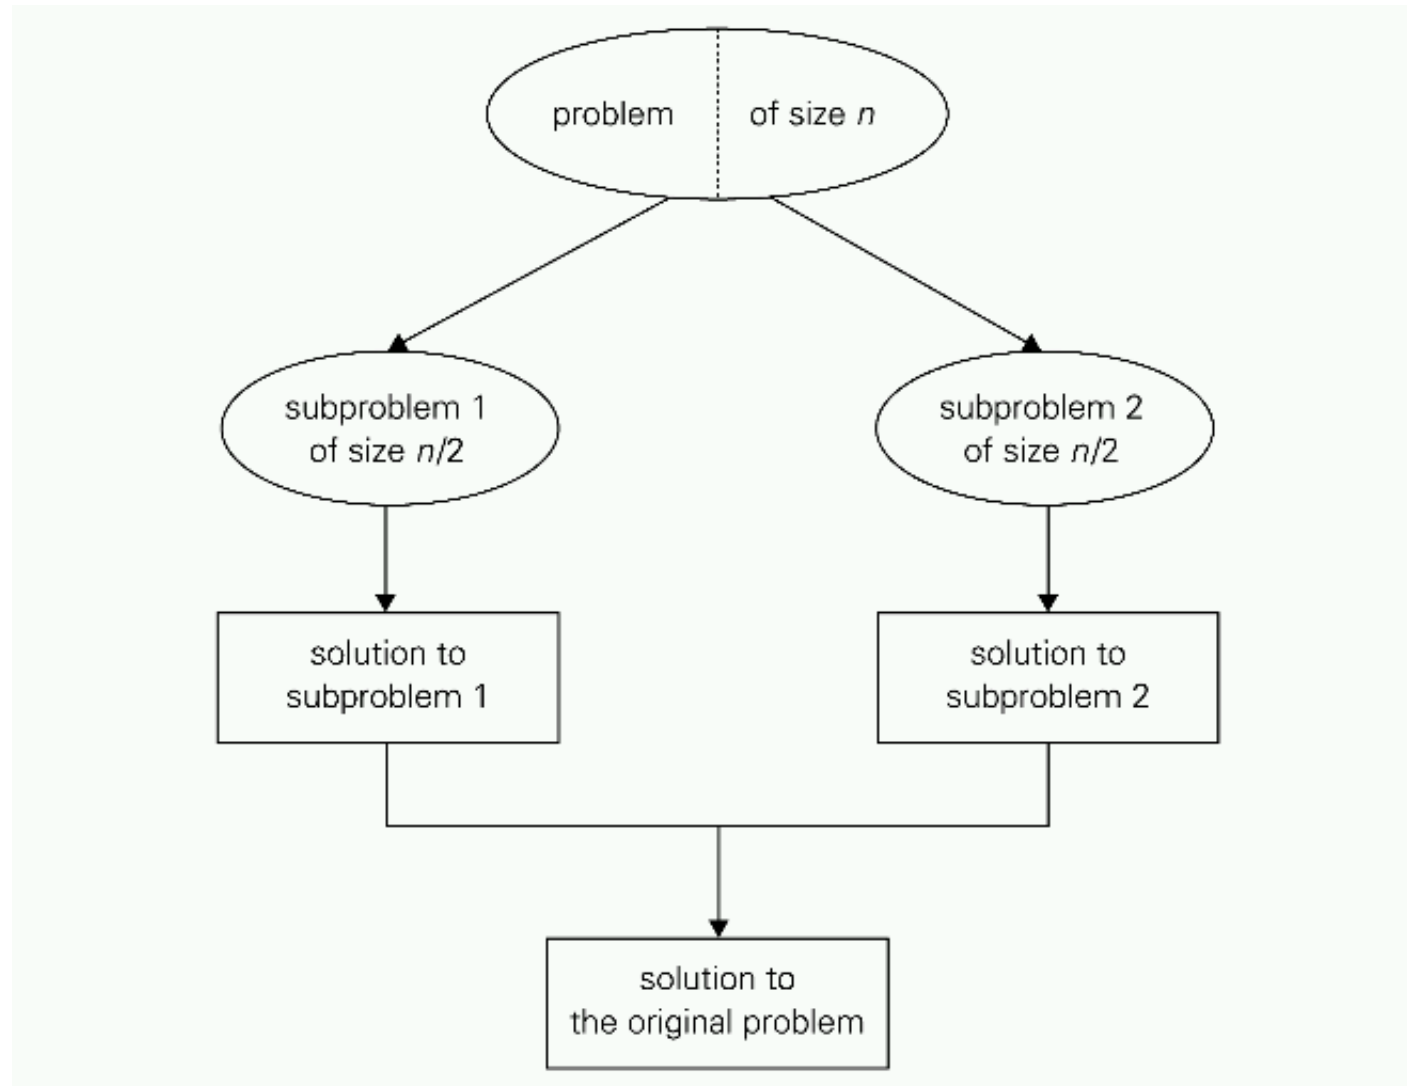 problem of size n
subproblem 1
of size n/2
subproblem 2
of size n/2
solution to
subproblem 1
solution to
subproblem 2
solution to
the original problem